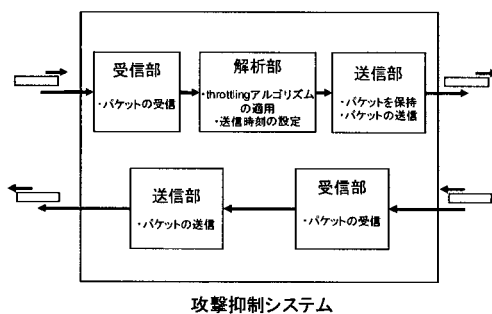 受信部
・パケットの受信
解析部
・throttlingアルゴリズム
の適用
・送信時刻の設定
送信部
・パケットを保持
・パケットの送信
送信部
・パケットの送信
受信部
・パケットの受信
攻撃抑制システム